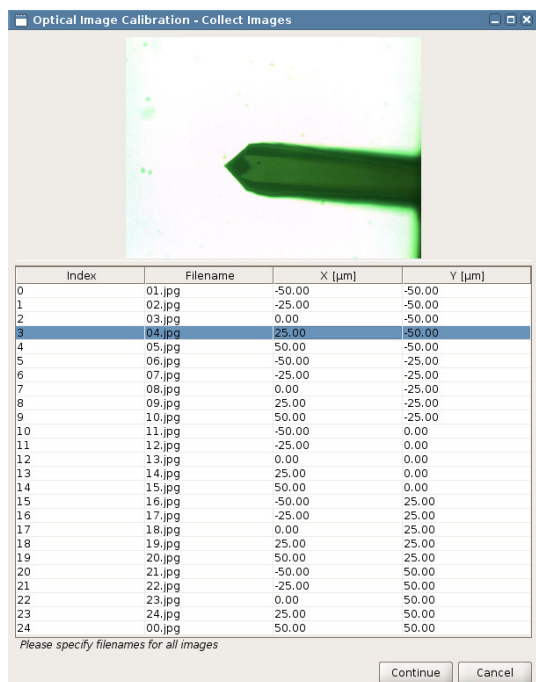 Optical Image Calibration - Collect Images
Index Filename X [µm] Y [µm]
0 01.jpg -50.00 -50.00
1 02.jpg -25.00 -50.00
2 03.jpg 0.00 -50.00
3 04.jpg 25.00 -50.00
4 05.jpg 50.00 -50.00
5 06.jpg -50.00 -25.00
6 07.jpg -25.00 -25.00
7 08.jpg 0.00 -25.00
8 09.jpg 25.00 -25.00
9 10.jpg 50.00 -25.00
10 11.jpg -50.00 0.00
11 12.jpg -25.00 0.00
12 13.jpg 0.00 0.00
13 14.jpg 25.00 0.00
14 15.jpg 50.00 0.00
15 16.jpg -50.00 25.00
16 17.jpg -25.00 25.00
17 18.jpg 0.00 25.00
18 19.jpg 25.00 25.00
19 20.jpg 50.00 25.00
20 21.jpg -50.00 50.00
21 22.jpg -25.00 50.00
22 23.jpg 0.00 50.00
23 24.jpg 25.00 50.00
24 00.jpg 50.00 50.00
Please specify filenames for all images
Continue Cancel